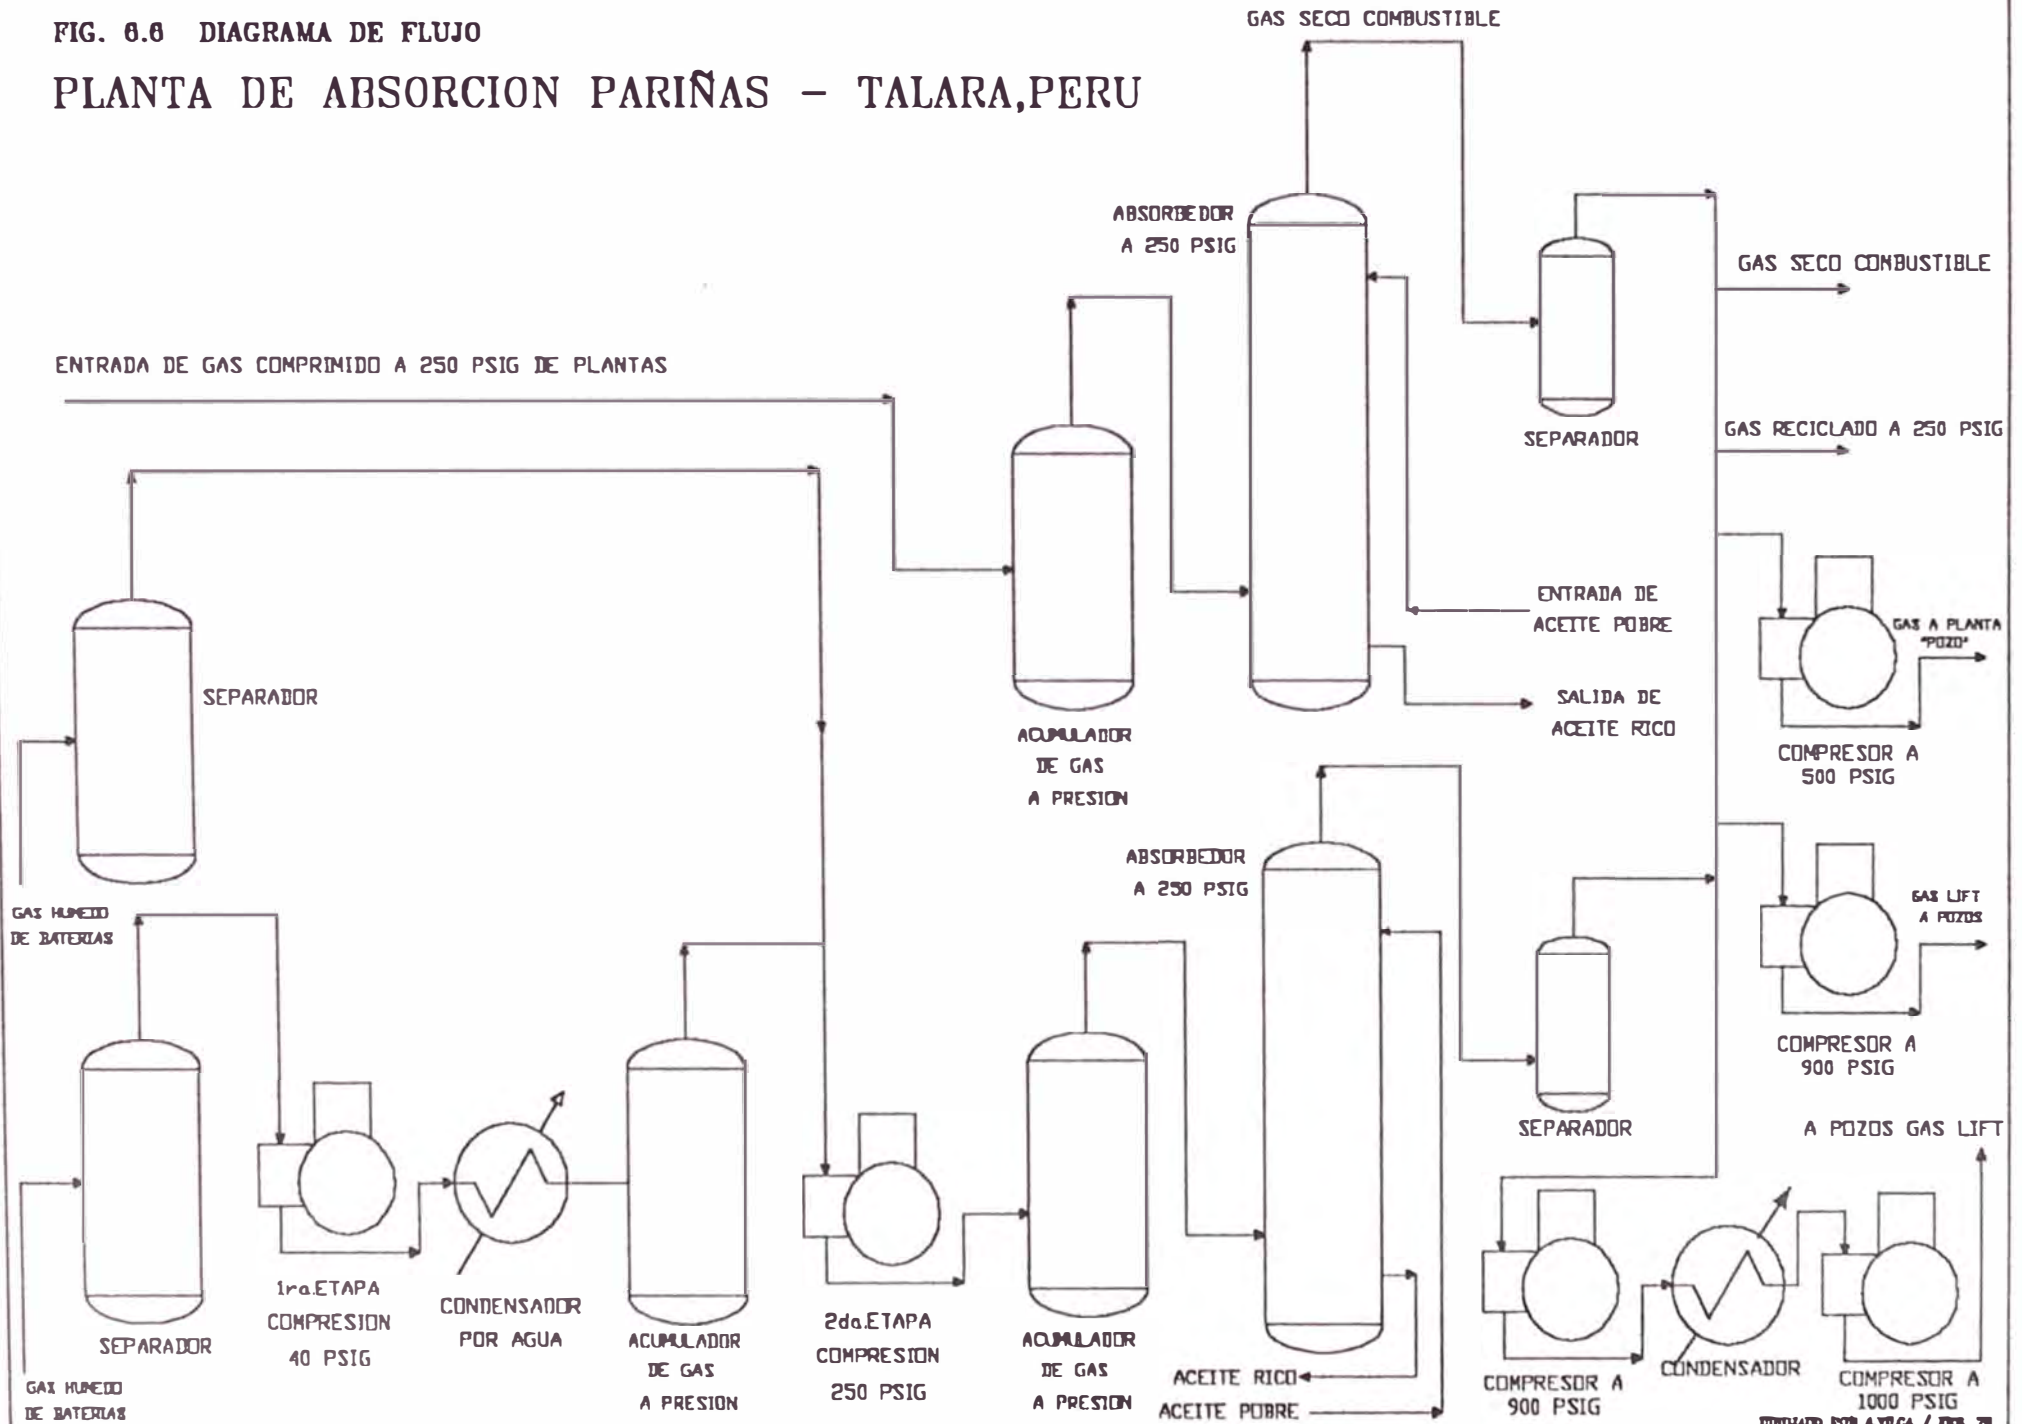 FIG. 6.6 DIAGRAMA DE FLUJO
PLANTA DE ABSORCION PARIÑAS - TALARA,PERU
GAS SECO COMBUSTIBLE
ABSORBEDOR
A 250 PSIG
GAS SECO COMBUSTIBLE
ENTRADA DE GAS COMPRIMIDO A 250 PSIG DE PLANTAS
SEPARADOR
GAS RECICLADO A 250 PSIG
ENTRADA DE
ACEITE POBRE
GAS A PLANTA
"POZO"
SEPARADOR
SALIDA DE
ACEITE RICO
ACUMULADOR
DE GAS
A PRESION
COMPRESOR A
500 PSIG
ABSORBEDOR
A 250 PSIG
GAS HUMEDO
DE BATERIAS
GAS LIFT
A POZOS
COMPRESOR A
900 PSIG
SEPARADOR
A POZOS GAS LIFT
SEPARADOR
1ra.ETAPA
COMPRESION
40 PSIG
CONDENSADOR
POR AGUA
ACUMULADOR
DE GAS
A PRESION
2da.ETAPA
COMPRESION
250 PSIG
ACUMULADOR
DE GAS
A PRESION
ACEITE RICO
ACEITE POBRE
COMPRESOR A
900 PSIG
CONDENSADOR
COMPRESOR A
1000 PSIG
GAS HUMEDO
DE BATERIAS